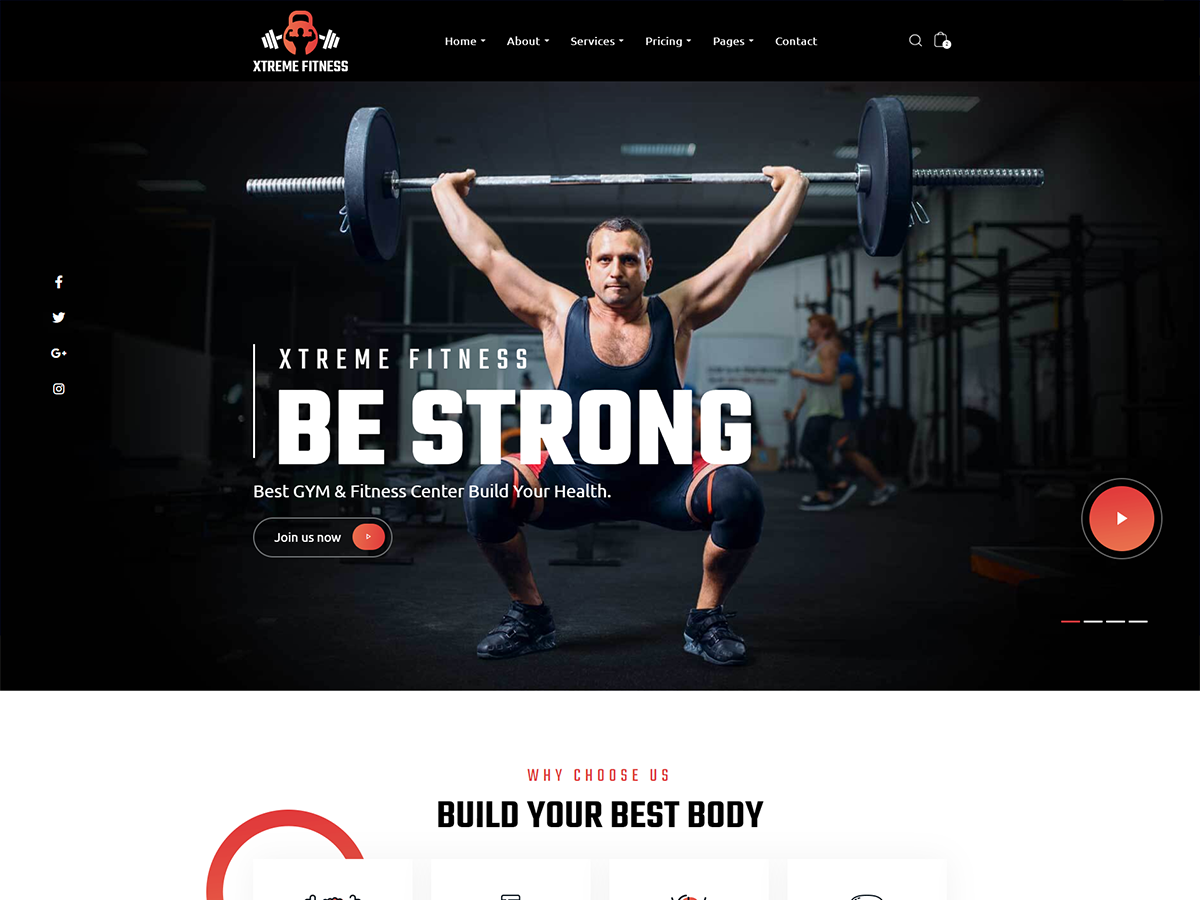 XTREME FITNESS
Home
About
Services
Pricing
Pages
Contact
XTREME FITNESS
BE STRONG
Best GYM & Fitness Center Build Your Health.
Join us now
WHY CHOOSE US
BUILD YOUR BEST BODY